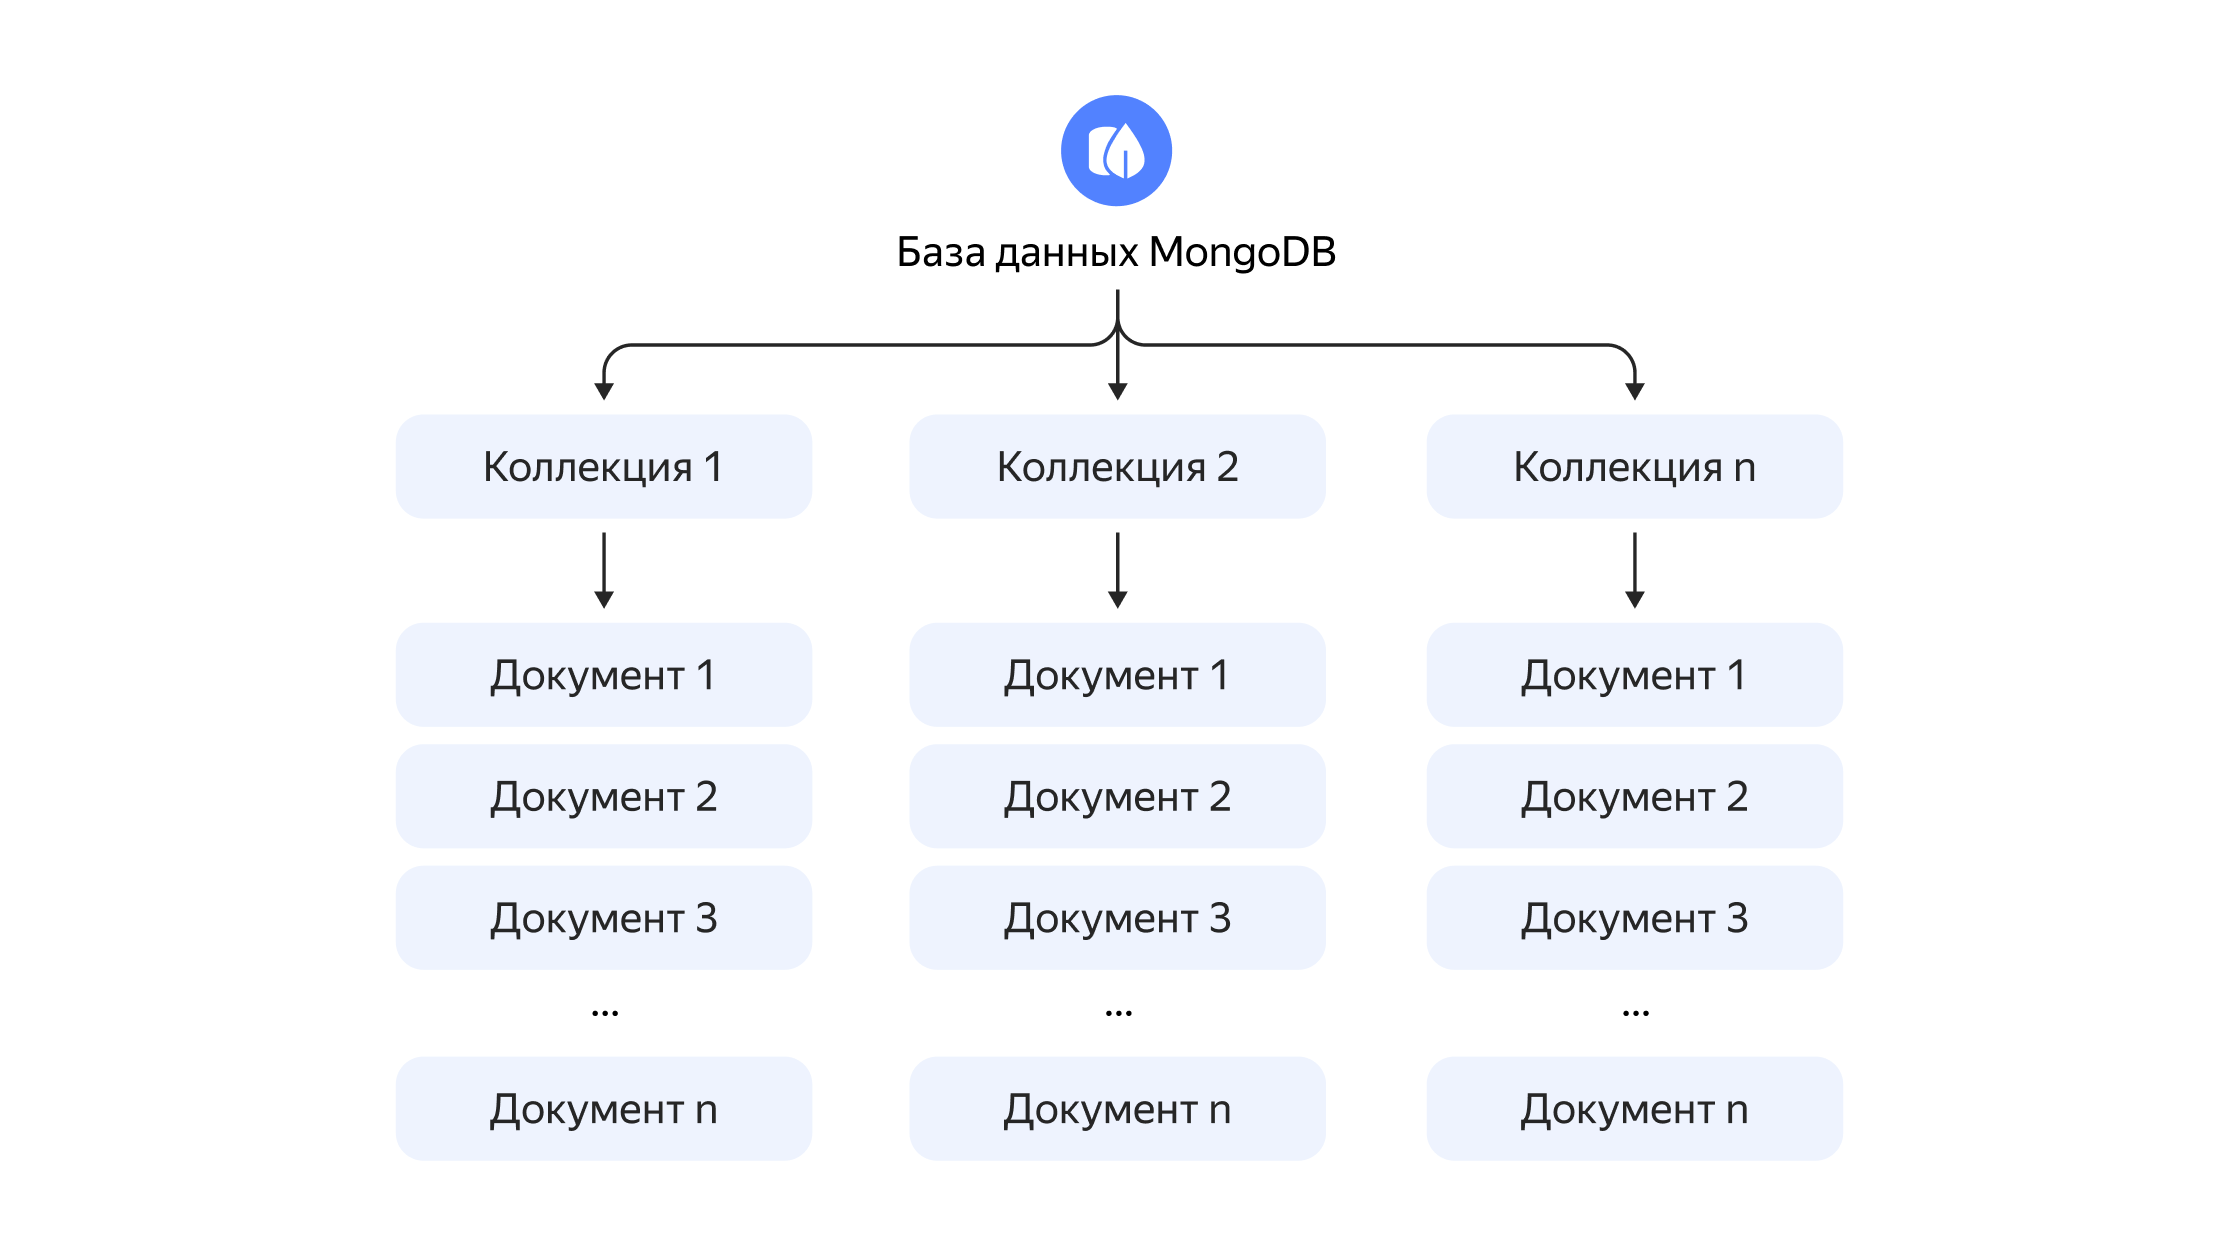 База данных MongoDB
Коллекция 1
Коллекция 2
Коллекция n
Документ 1
Документ 1
Документ 1
Документ 2
Документ 2
Документ 2
Документ 3
Документ 3
Документ 3
...
...
...
Документ n
Документ n
Документ n